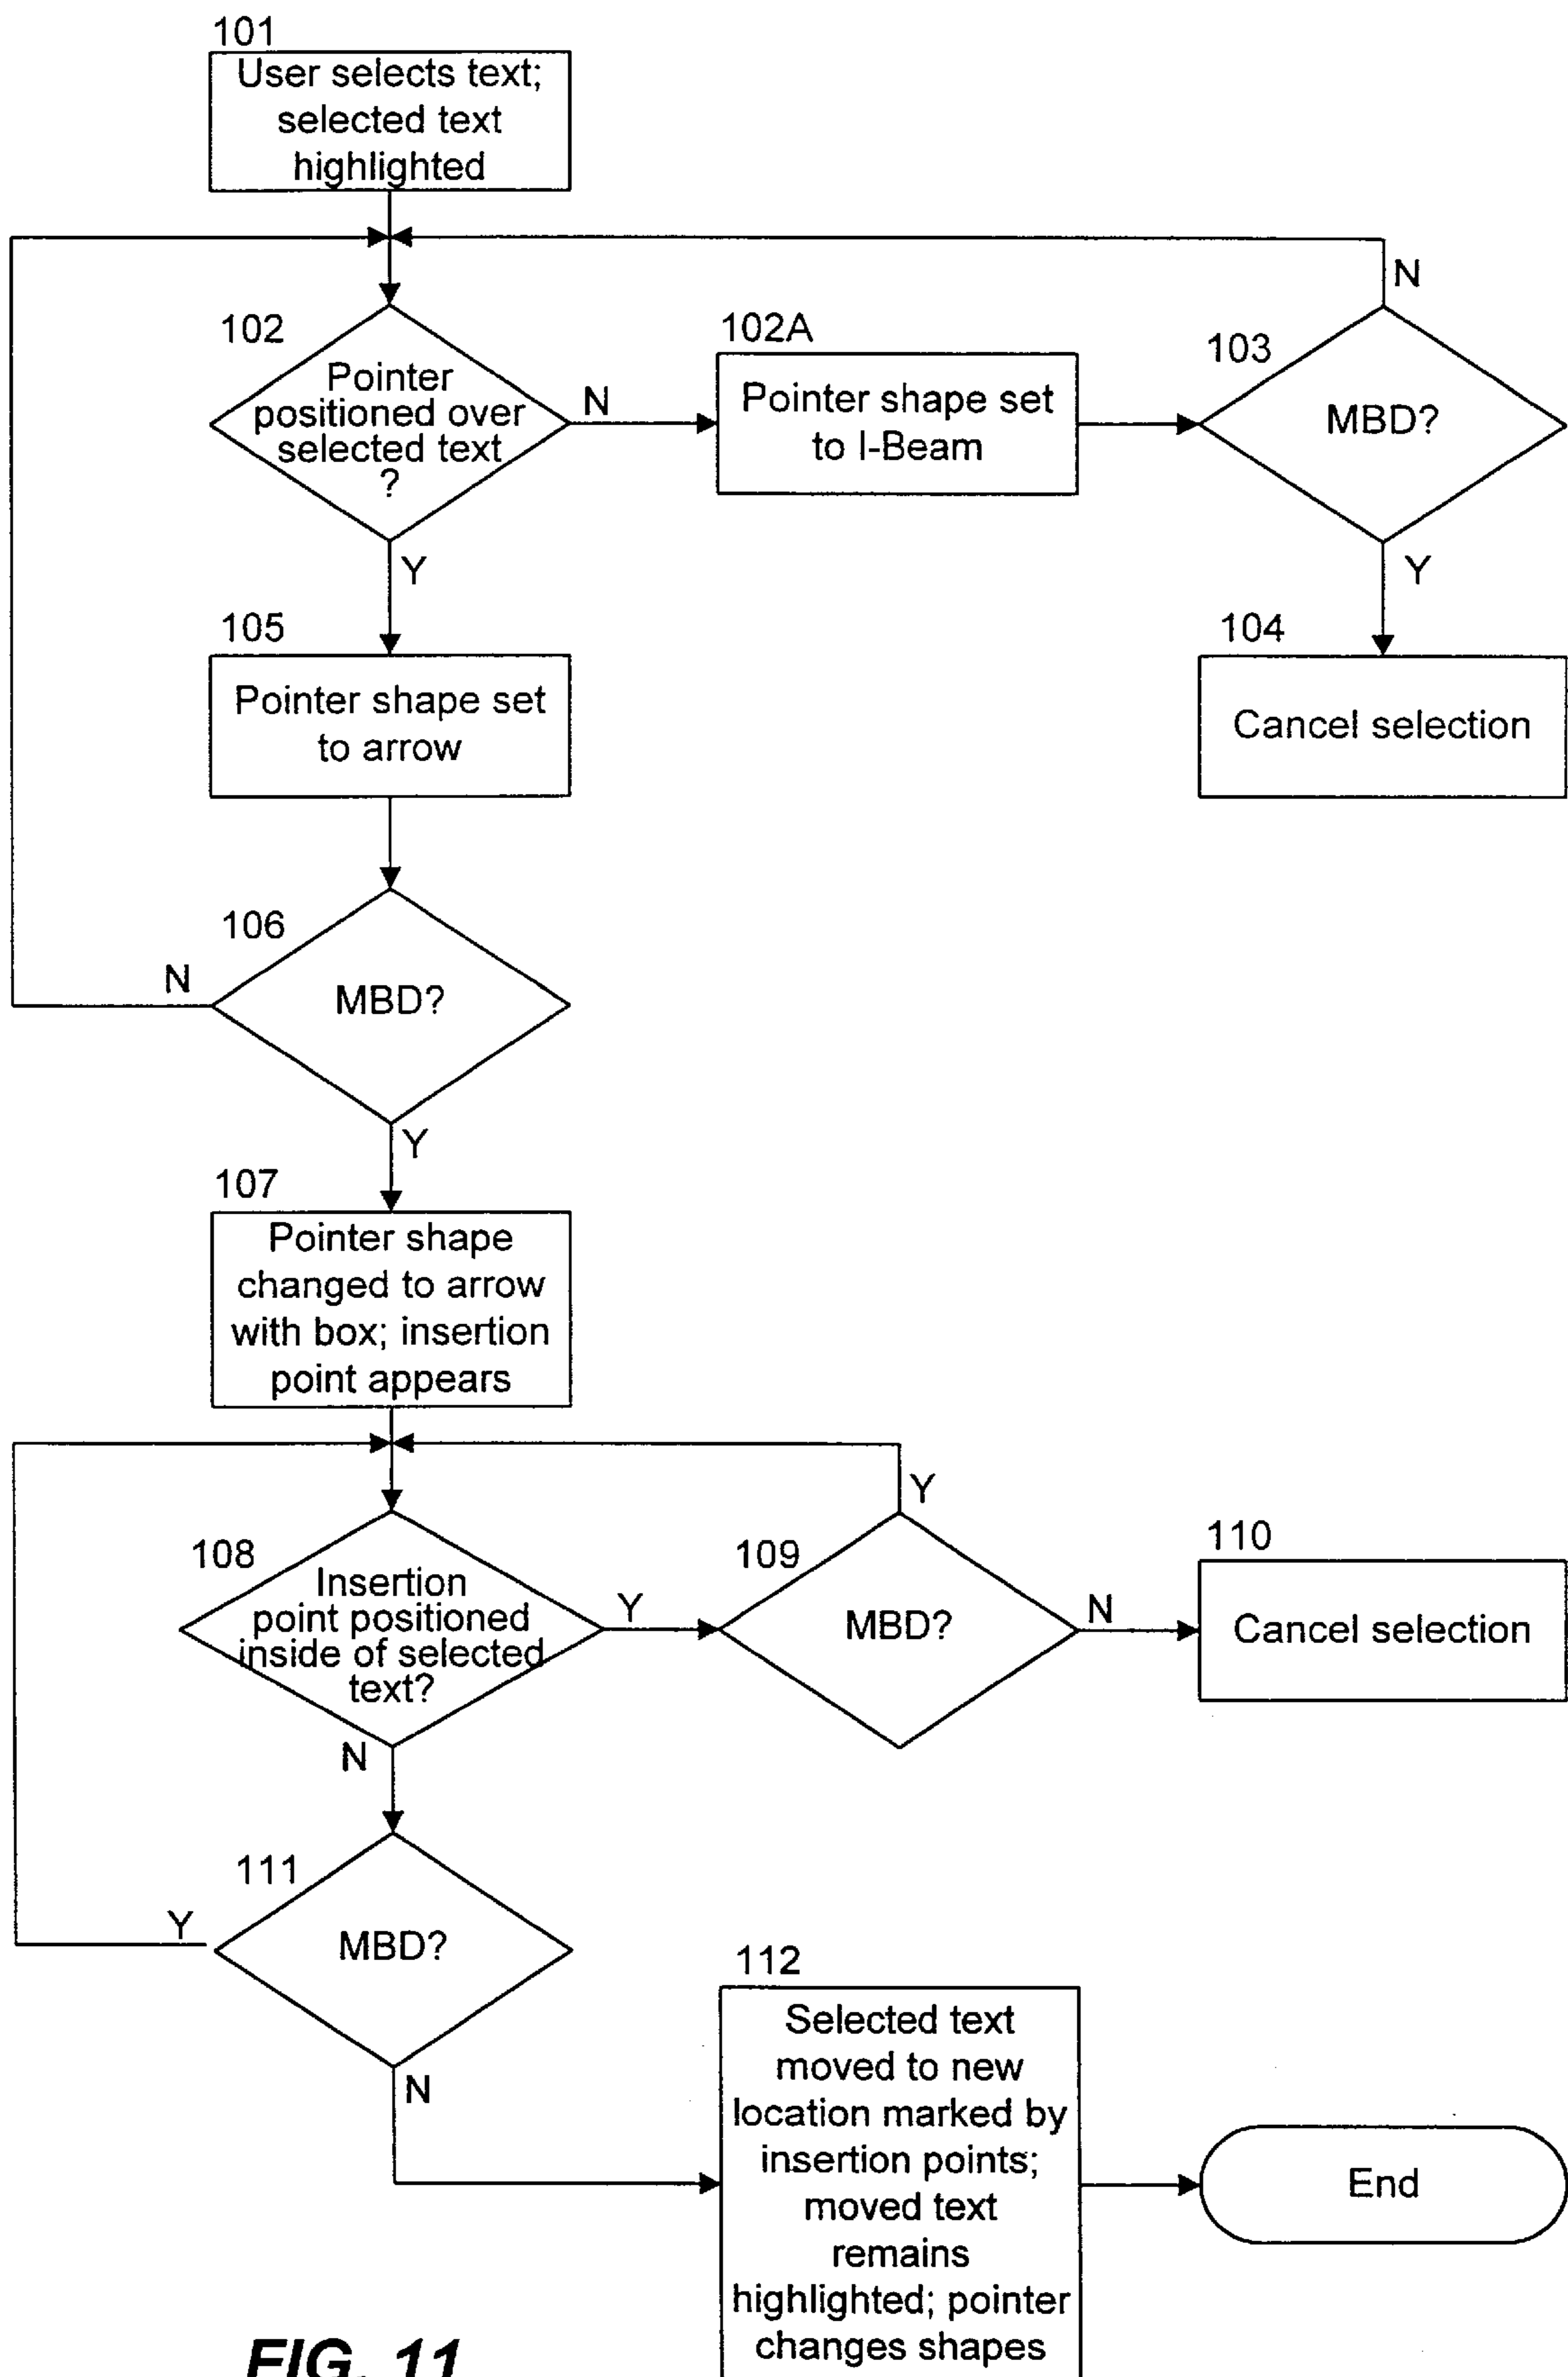 101
User selects text;
selected text
highlighted
N
102
Pointer
positioned over
selected text
?
N
102A
Pointer shape set
to I-Beam
103
MBD?
Y
Y
105
Pointer shape set
to arrow
104
Cancel selection
106
N
MBD?
Y
107
Pointer shape
changed to arrow
with box; insertion
point appears
Y
108
Insertion
point positioned
inside of selected
text?
Y
109
MBD?
N
110
Cancel selection
N
111
Y
MBD?
N
112
Selected text
moved to new
location marked by
insertion points;
moved text
remains
highlighted; pointer
changes shapes
End
FIG. 11